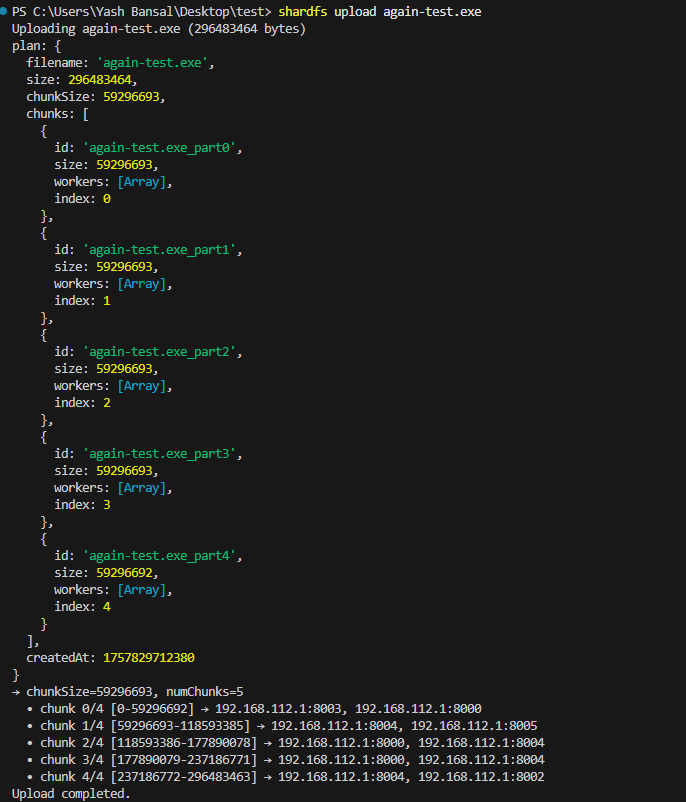 PS C:\Users\Yash Bansal\Desktop\test> shardfs upload again-test.exe
Uploading again-test.exe (296483464 bytes)
plan: {
  filename: 'again-test.exe',
  size: 296483464,
  chunkSize: 59296693,
  chunks: [
    {
      id: 'again-test.exe_part0',
      size: 59296693,
      workers: [Array],
      index: 0
    },
    {
      id: 'again-test.exe_part1',
      size: 59296693,
      workers: [Array],
      index: 1
    },
    {
      id: 'again-test.exe_part2',
      size: 59296693,
      workers: [Array],
      index: 2
    },
    {
      id: 'again-test.exe_part3',
      size: 59296693,
      workers: [Array],
      index: 3
    },
    {
      id: 'again-test.exe_part4',
      size: 59296692,
      workers: [Array],
      index: 4
    }
  ],
  createdAt: 1757829712380
}
→ chunkSize=59296693, numChunks=5
  • chunk 0/4 [0-59296692] → 192.168.112.1:8003, 192.168.112.1:8000
  • chunk 1/4 [59296693-118593385] → 192.168.112.1:8004, 192.168.112.1:8005
  • chunk 2/4 [118593386-177890078] → 192.168.112.1:8000, 192.168.112.1:8004
  • chunk 3/4 [177890079-237186771] → 192.168.112.1:8000, 192.168.112.1:8004
  • chunk 4/4 [237186772-296483463] → 192.168.112.1:8004, 192.168.112.1:8002
Upload completed.